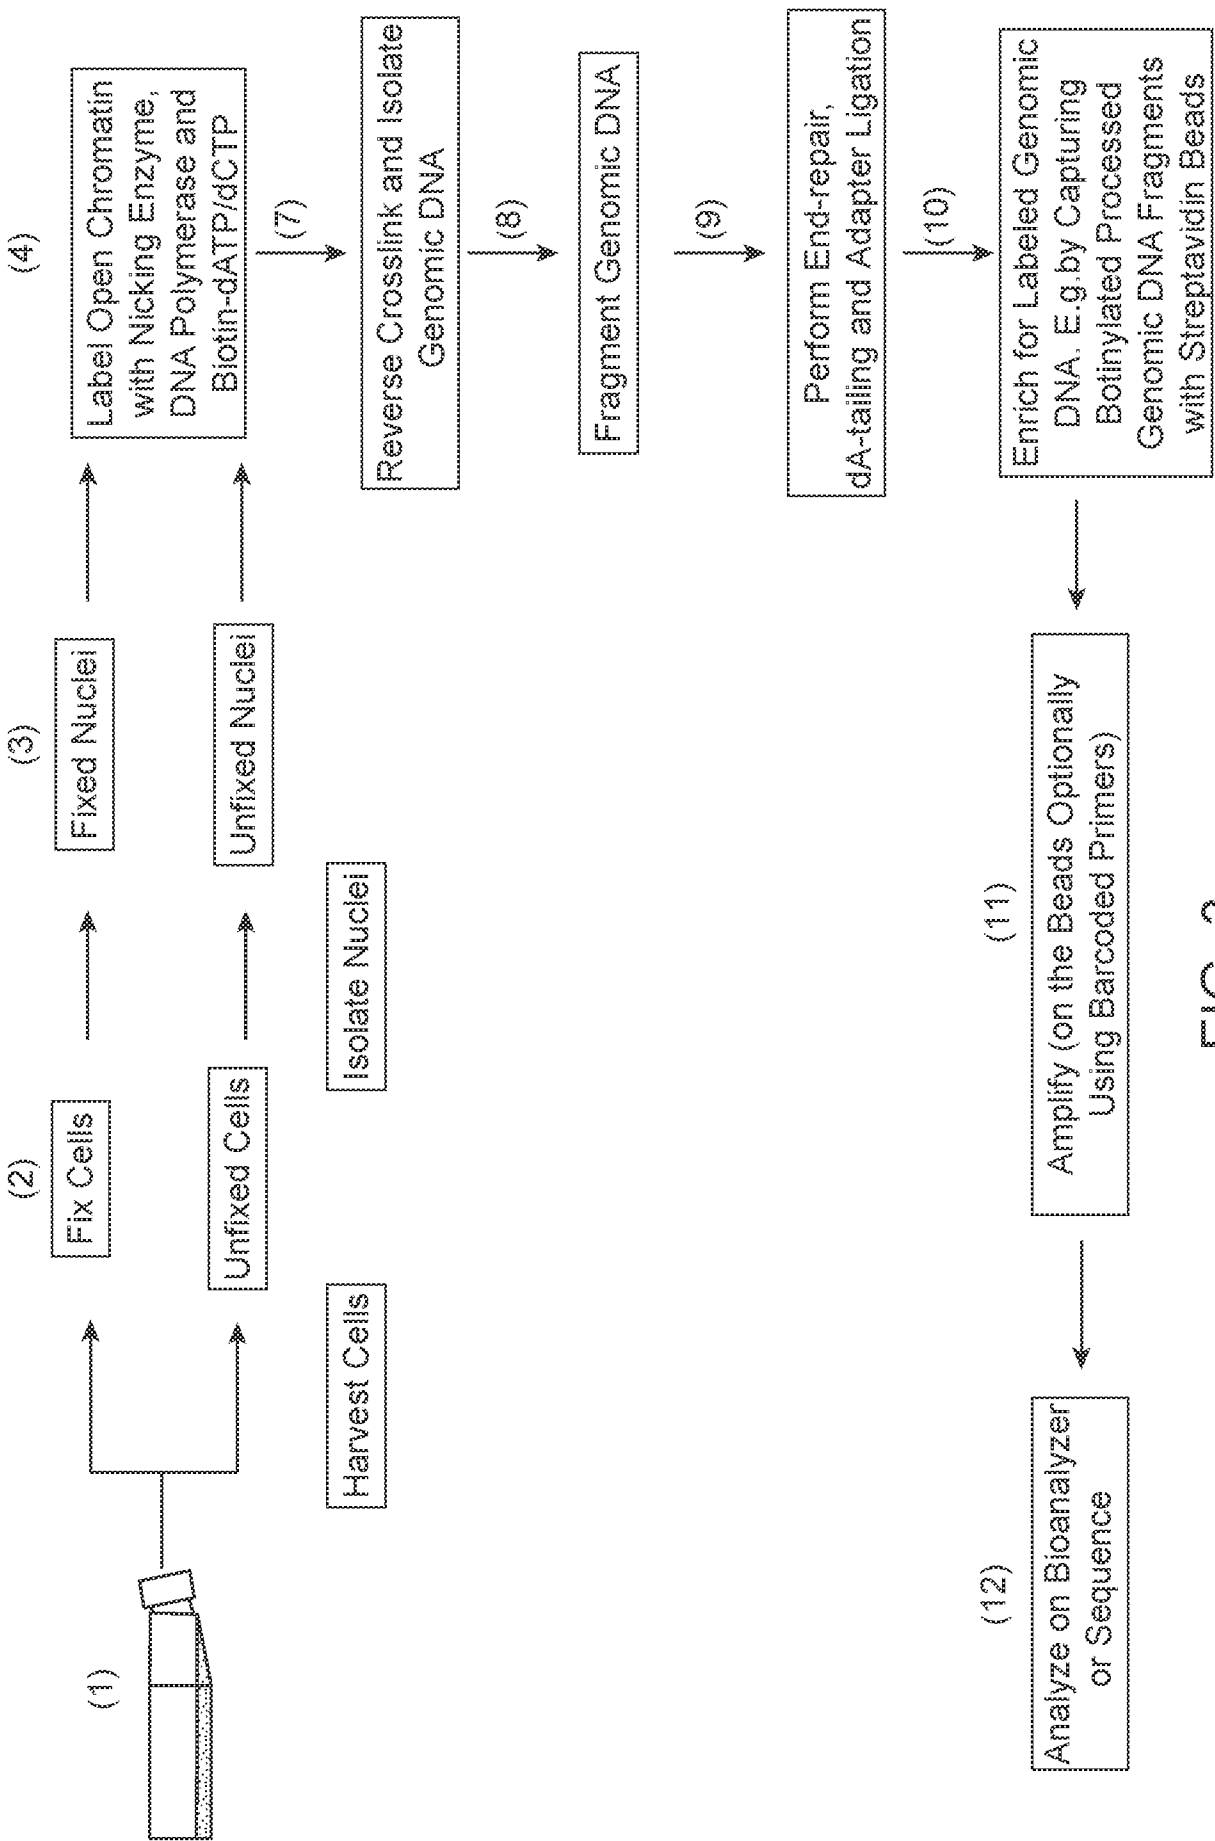 (1)
(2)
Fix Cells
Unfixed Cells
Harvest Cells
(3)
Fixed Nuclei
Unfixed Nuclei
Isolate Nuclei
(4)
Label Open Chromatin
with Nicking Enzyme,
DNA Polymerase and
Biotin-dATP/dCTP
(7)
Reverse Crosslink and Isolate
Genomic DNA
(8)
Fragment Genomic DNA
(9)
Perform End-repair,
dA-tailing and Adapter Ligation
(10)
Enrich for Labeled Genomic
DNA. E.g.by Capturing
Botinylated Processed
Genomic DNA Fragments
with Streptavidin Beads
(11)
Amplify (on the Beads Optionally
Using Barcoded Primers)
(12)
Analyze on Bioanalyzer
or Sequence